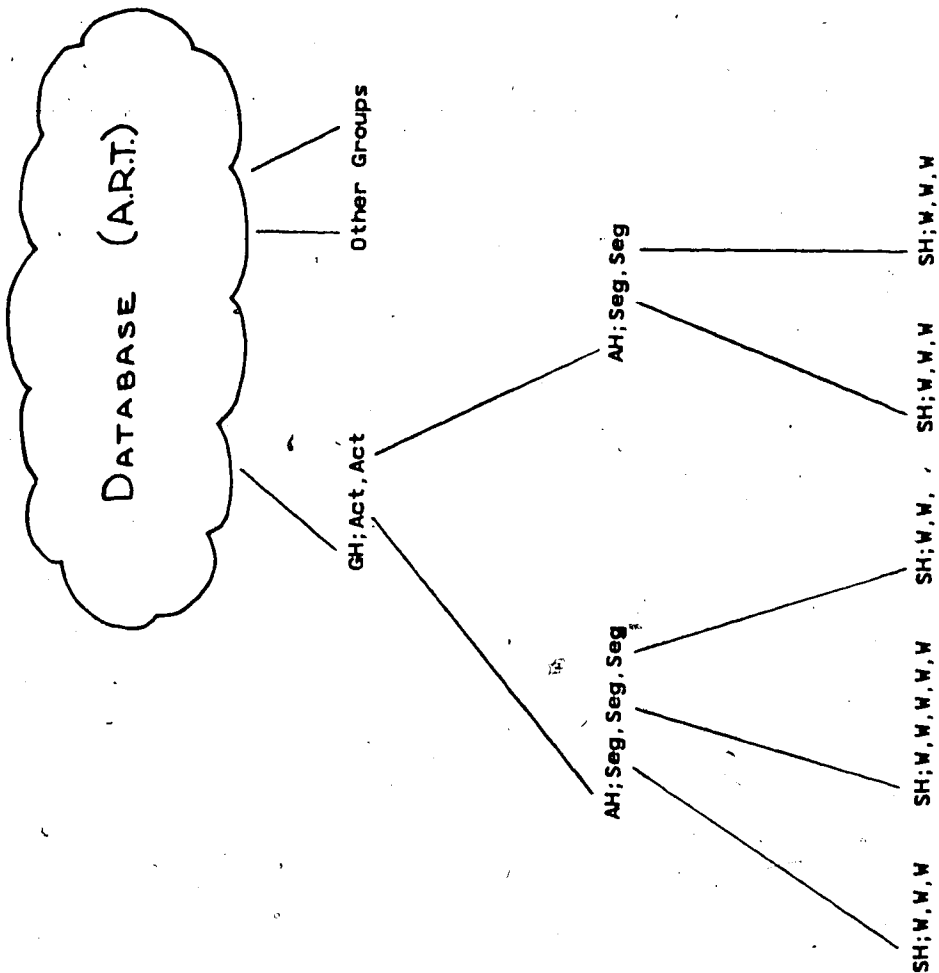 DATABASE (A.R.T.)
GH;Act,Act
Other Groups
AH;Seg,Seg,Seg
AH;Seg,Seg
SH;M,M,M
SH;M,M,M,M,M
SH;M,M
SH;M,M,M
SH;M,M,M